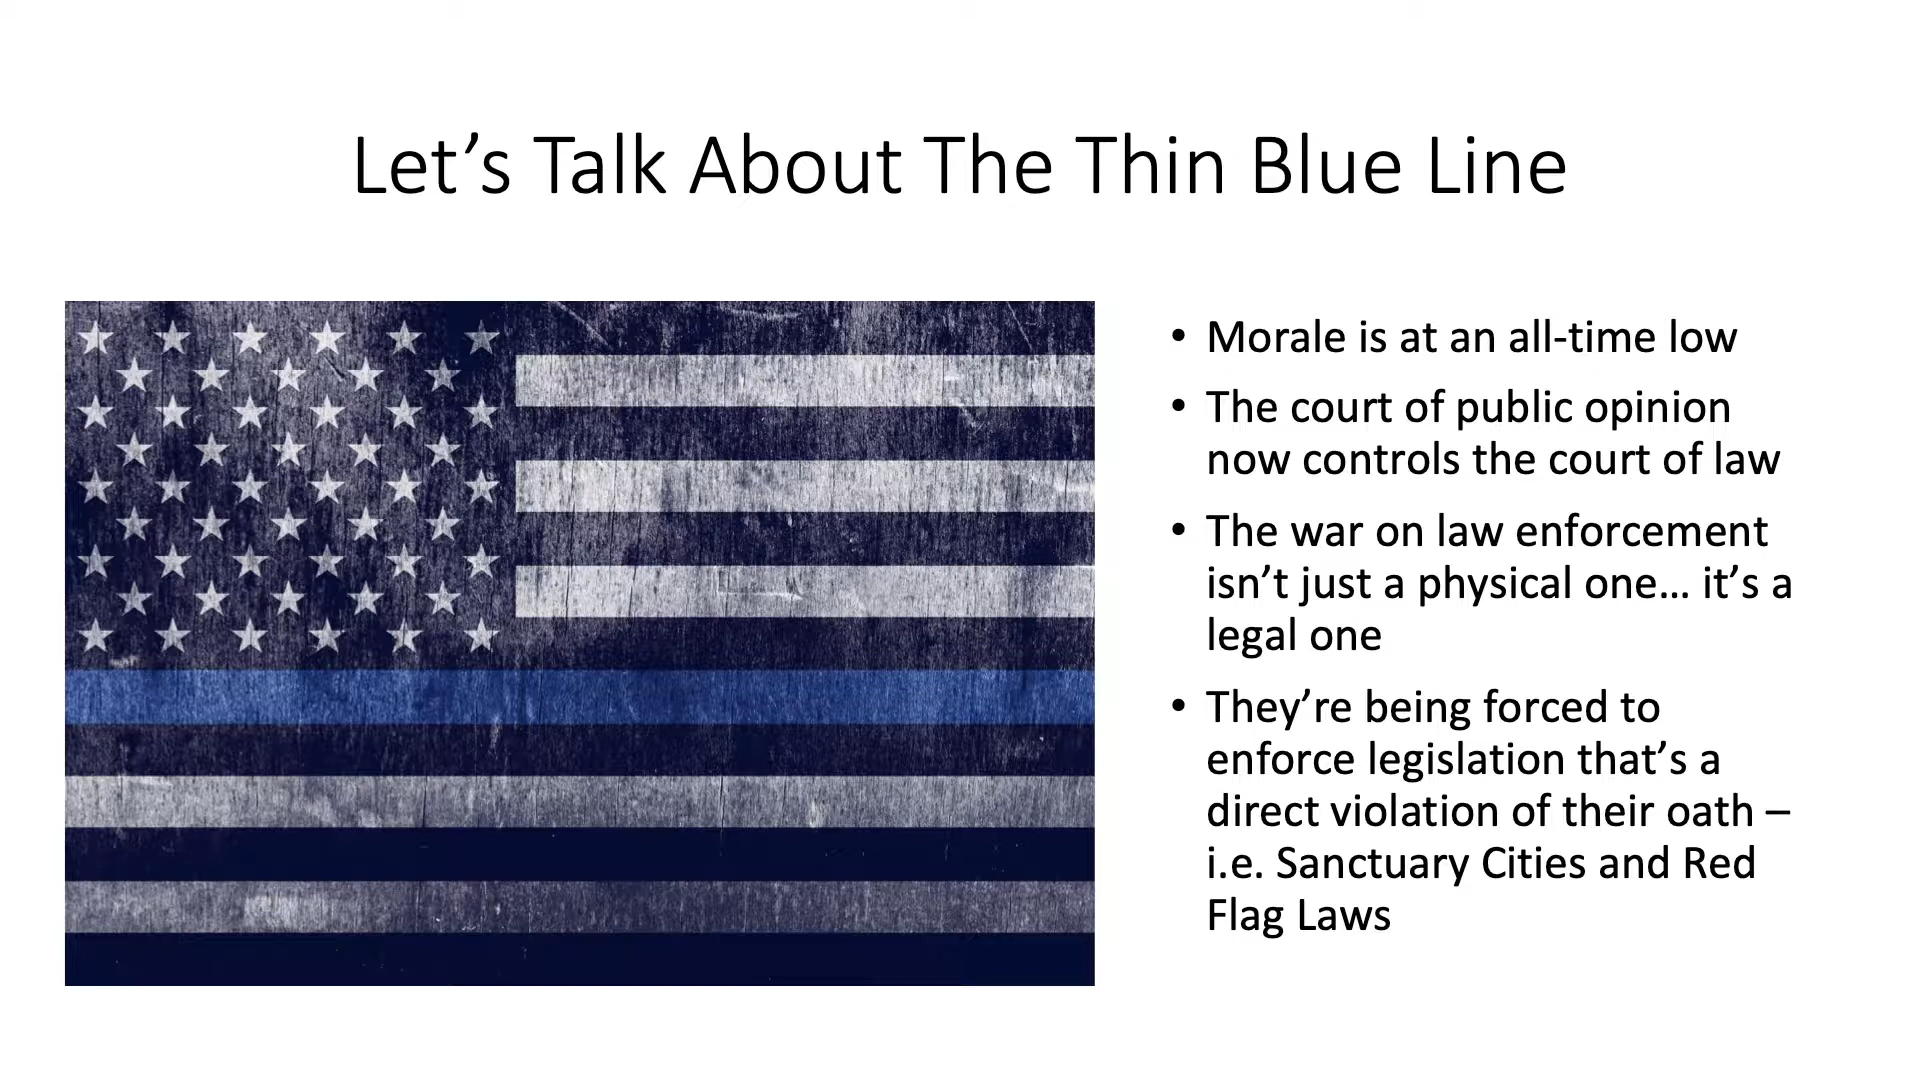 Let’s Talk About The Thin Blue Line
• Morale is at an all-time low
• The court of public opinion
now controls the court of law
• The war on law enforcement
isn’t just a physical one... it’s a
legal one
• They’re being forced to
enforce legislation that’s a
direct violation of their oath –
i.e. Sanctuary Cities and Red
Flag Laws